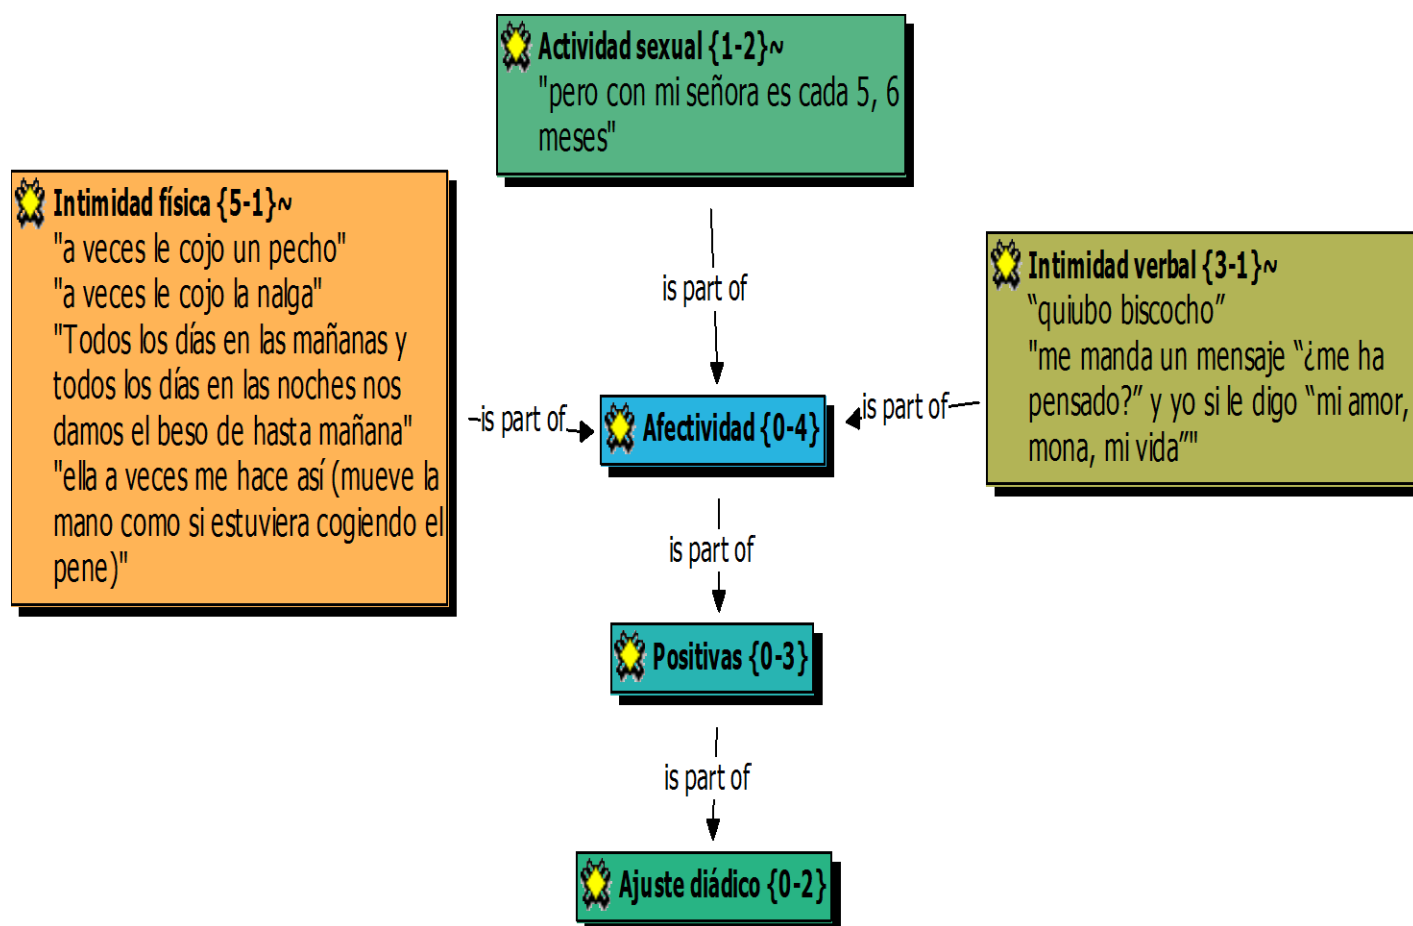 Actividad sexual {1-2}~
"pero con mi señora es cada 5, 6
meses"
Intimidad física {5-1}~
"a veces le cojo un pecho"
"a veces le cojo la nalga"
"Todos los días en las mañanas y
todos los días en las noches nos
damos el beso de hasta mañana"
"ella a veces me hace así (mueve la
mano como si estuviera cogiendo el
pene)"
Intimidad verbal {3-1}~
“quiubo biscocho”
"me manda un mensaje “¿me ha
pensado?” y yo si le digo “mi amor,
mona, mi vida”"
is part of
is part of
is part of
Afectividad {0-4}
is part of
Positivas {0-3}
is part of
Ajuste diádico {0-2}